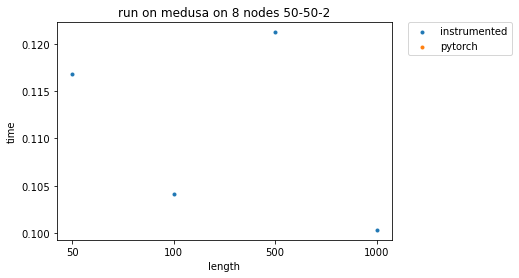 run on medusa on 8 nodes 50-50-2
instrumented
pytorch
0.120
0.115
0.110
0.105
0.100
time
50
100
500
1000
length